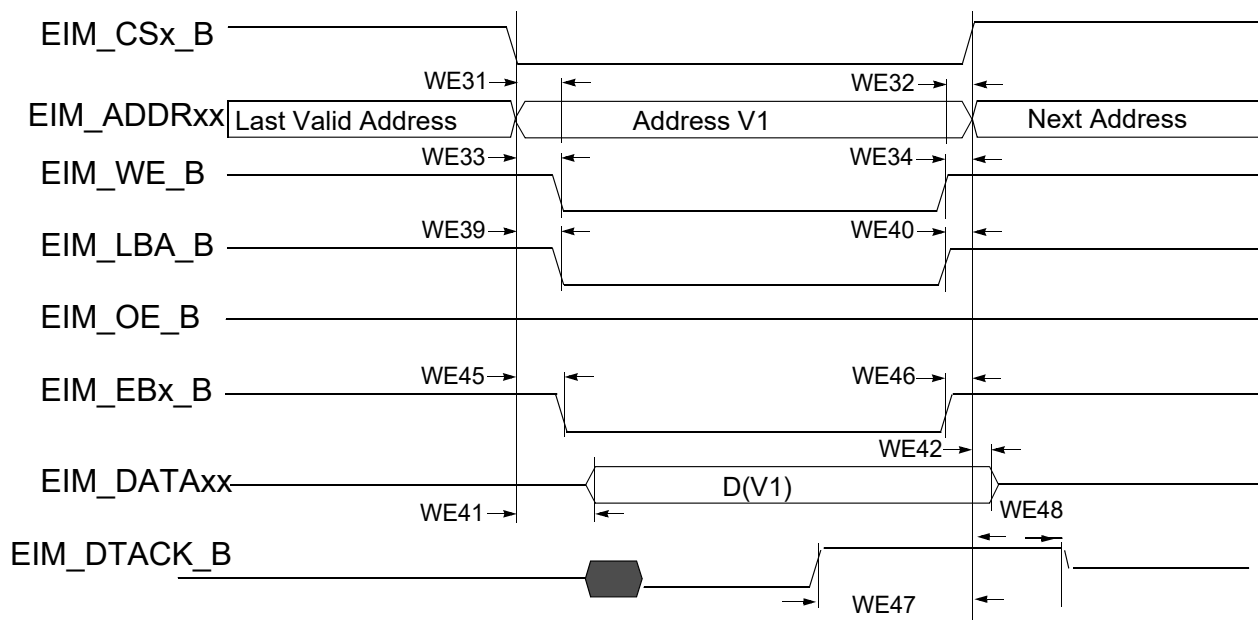 EIM_CSx_B
WE31
WE32
EIM_ADDRxx
Last Valid Address
Address V1
Next Address
WE33
WE34
EIM_WE_B
WE39
WE40
EIM_LBA_B
EIM_OE_B
WE45
WE46
EIM_EBx_B
WE42
EIM_DATAxx
D(V1)
WE41
WE48
EIM_DTACK_B
WE47